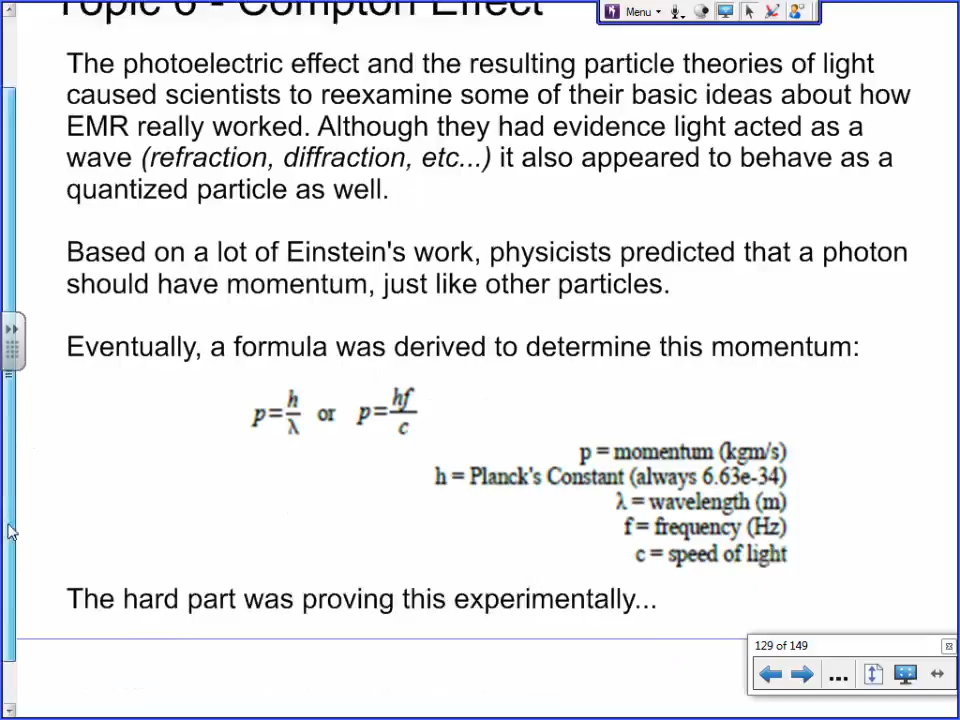 Topic 6 - Compton Effect
Menu
The photoelectric effect and the resulting particle theories of light
caused scientists to reexamine some of their basic ideas about how
EMR really worked. Although they had evidence light acted as a
wave (refraction, diffraction, etc...) it also appeared to behave as a
quantized particle as well.
Based on a lot of Einstein's work, physicists predicted that a photon
should have momentum, just like other particles.
Eventually, a formula was derived to determine this momentum:
p=h/λ or p=hf/c
p = momentum (kgm/s)
h = Planck's Constant (always 6.63e-34)
λ = wavelength (m)
f = frequency (Hz)
c = speed of light
The hard part was proving this experimentally...
129 of 149